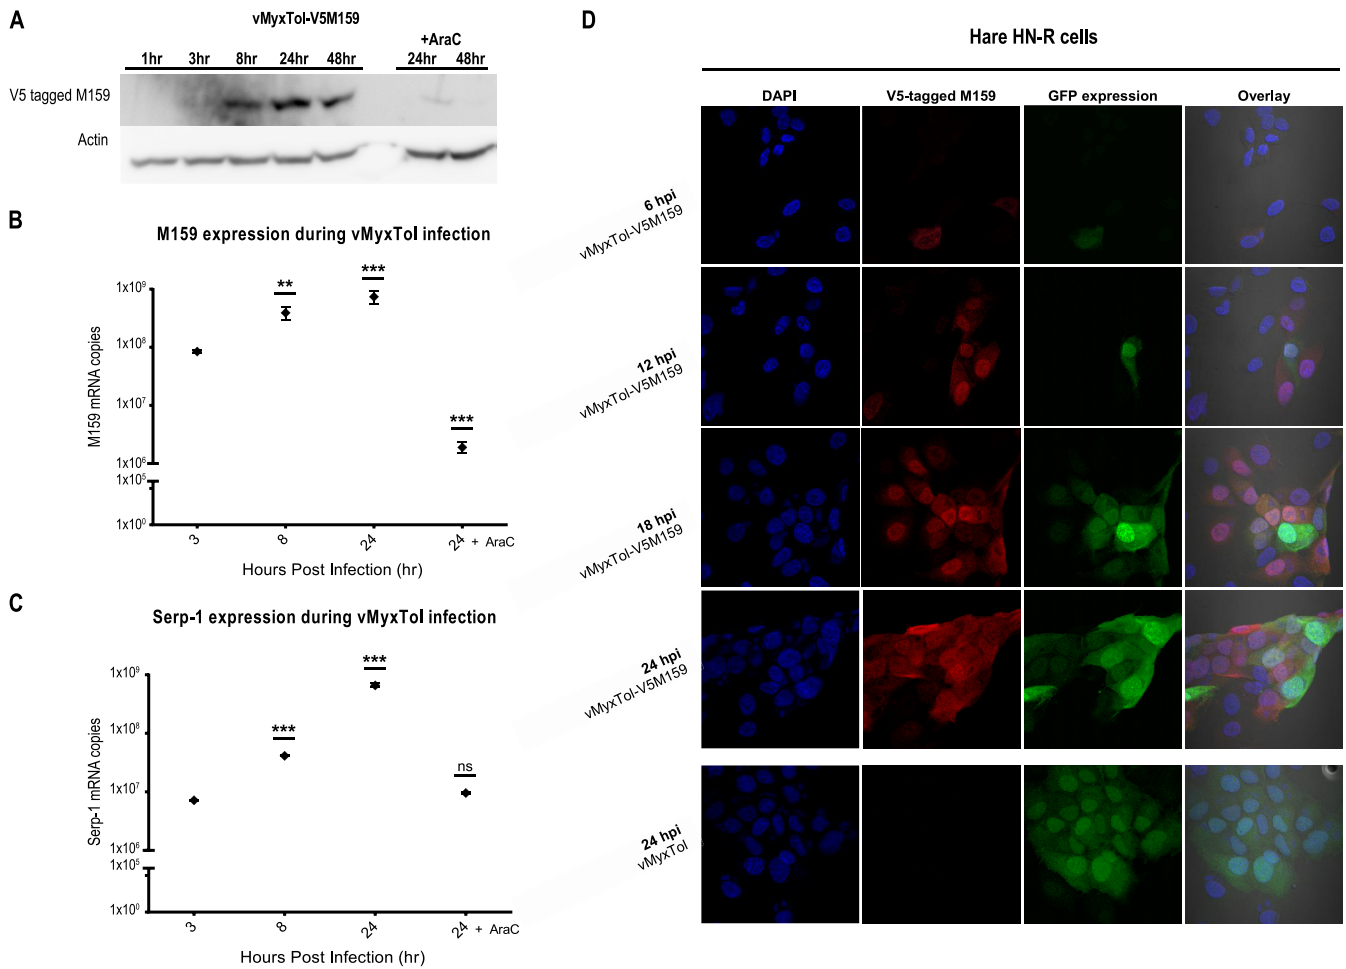 A
vMyxTol-V5M159
+AraC
1hr 3hr 8hr 24hr 48hr 24hr 48hr
V5 tagged M159
Actin
B
M159 expression during vMyxTol infection
M159 mRNA copies
1x10⁹
1x10⁸
1x10⁷
1x10⁶
1x10⁵
1x10⁰
**
***
***
3 8 24 24 + AraC
Hours Post Infection (hr)
C
Serp-1 expression during vMyxTol infection
Serp-1 mRNA copies
1x10⁹
1x10⁸
1x10⁷
1x10⁶
1x10⁵
1x10⁰
***
***
ns
3 8 24 24 + AraC
Hours Post Infection (hr)
D
Hare HN-R cells
DAPI V5-tagged M159 GFP expression Overlay
6 hpi
vMyxTol-V5M159
12 hpi
vMyxTol-V5M159
18 hpi
vMyxTol-V5M159
24 hpi
vMyxTol-V5M159
24 hpi
vMyxTol